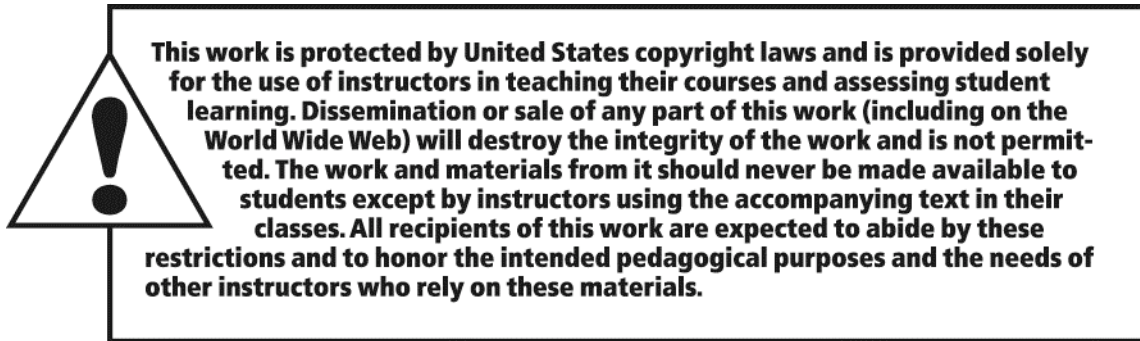 This work is protected by United States copyright laws and is provided solely
for the use of instructors in teaching their courses and assessing student
learning. Dissemination or sale of any part of this work (including on the
World Wide Web) will destroy the integrity of the work and is not permit-
ted. The work and materials from it should never be made available to
students except by instructors using the accompanying text in their
classes. All recipients of this work are expected to abide by these
restrictions and to honor the intended pedagogical purposes and the needs of
other instructors who rely on these materials.